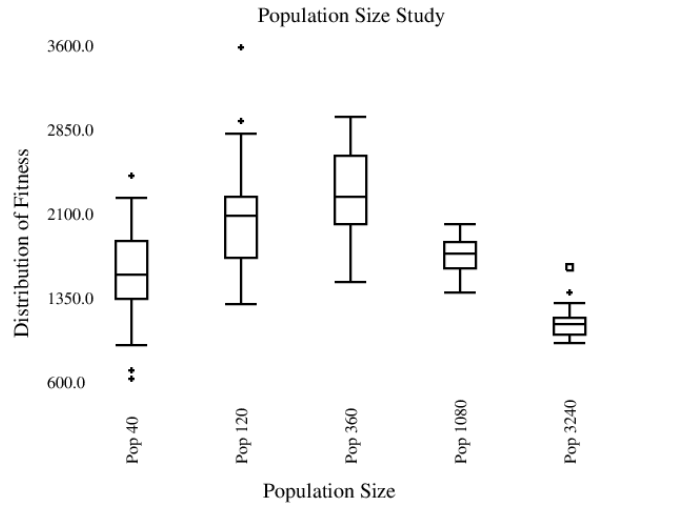 Population Size Study
3600.0
2850.0
2100.0
1350.0
600.0
Distribution of Fitness
Pop 40
Pop 120
Pop 360
Pop 1080
Pop 3240
Population Size